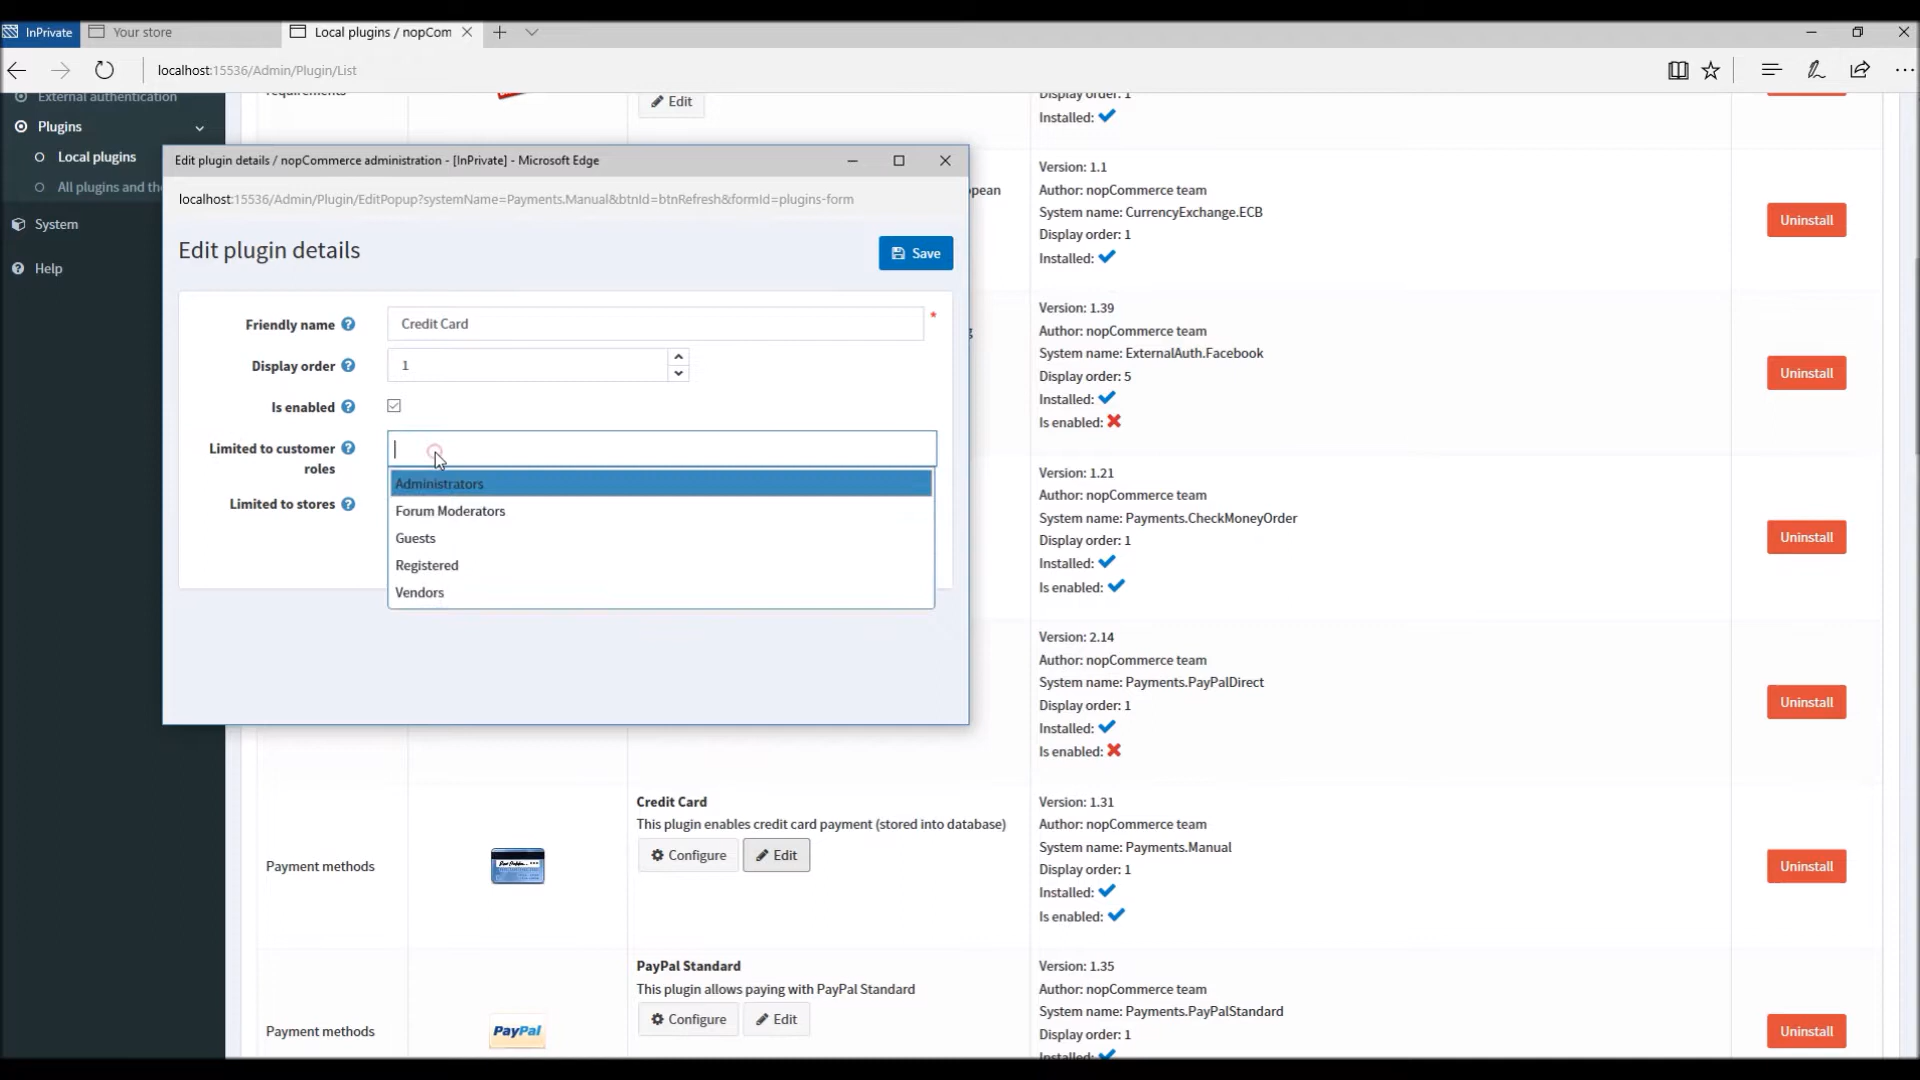 InPrivate
Your store
Local plugins / nopCom
localhost:15536/Admin/Plugin/List
External authentication
Plugins
Local plugins
All plugins and the
System
Help
requirements
Edit
Display order: 1
Installed:
pean
Version: 1.1
Author: nopCommerce team
System name: CurrencyExchange.ECB
Display order: 1
Installed:
Uninstall
g
Version: 1.39
Author: nopCommerce team
System name: ExternalAuth.Facebook
Display order: 5
Installed:
Is enabled:
Uninstall
Version: 1.21
Author: nopCommerce team
System name: Payments.CheckMoneyOrder
Display order: 1
Installed:
Is enabled:
Uninstall
Version: 2.14
Author: nopCommerce team
System name: Payments.PayPalDirect
Display order: 1
Installed:
Is enabled:
Uninstall
Edit plugin details / nopCommerce administration - [InPrivate] - Microsoft Edge
localhost:15536/Admin/Plugin/EditPopup?systemName=Payments.Manual&btnId=btnRefresh&formId=plugins-form
Edit plugin details
Save
Friendly name
Credit Card
*
Display order
1
Is enabled
Limited to customer
roles
Administrators
Forum Moderators
Guests
Registered
Vendors
Limited to stores
Payment methods
Credit Card
This plugin enables credit card payment (stored into database)
Configure
Edit
Version: 1.31
Author: nopCommerce team
System name: Payments.Manual
Display order: 1
Installed:
Is enabled:
Uninstall
Payment methods
PayPal
PayPal Standard
This plugin allows paying with PayPal Standard
Configure
Edit
Version: 1.35
Author: nopCommerce team
System name: Payments.PayPalStandard
Display order: 1
Installed:
Uninstall